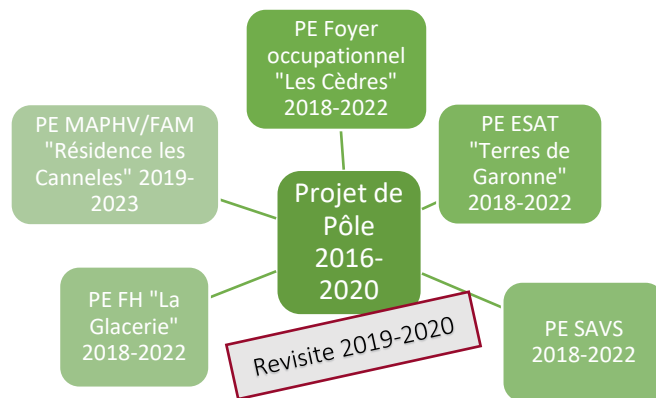 PE Foyer
occupationnel
"Les Cèdres"
2018-2022
PE MAPHV/FAM
"Résidence les
Canneles" 2019-
2023
PE ESAT
"Terres de
Garonne"
2018-2022
Projet de
Pôle
2016-
2020
PE FH "La
Glacerie"
2018-2022
Revisite 2019-2020
PE SAVS
2018-2022